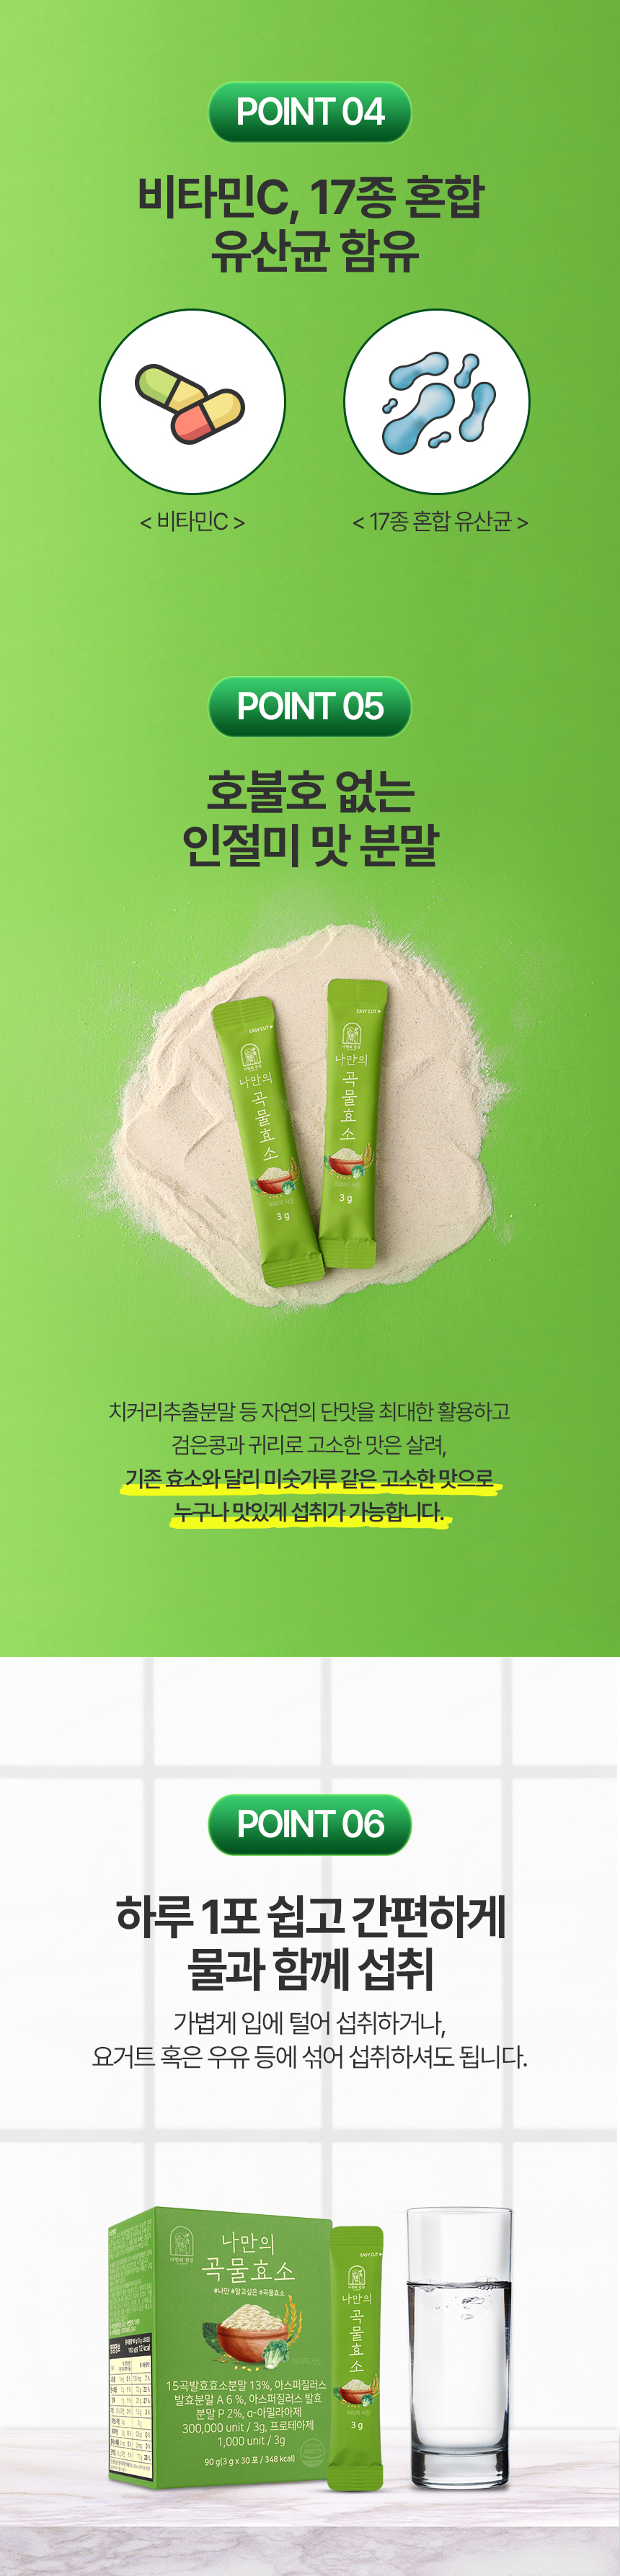 POINT 04
비타민C, 17종 혼합
유산균 함유
< 비타민C >
< 17종 혼합 유산균 >
POINT 05
호불호 없는
인절미 맛 분말
EASY CUT ▶
나만의
곡물효소
3 g
EASY CUT ▶
나만의
곡물효소
3 g
치커리추출분말 등 자연의 단맛을 최대한 활용하고
검은콩과 귀리로 고소한 맛은 살려,
기존 효소와 달리 미숫가루 같은 고소한 맛으로
누구나 맛있게 섭취가 가능합니다.
POINT 06
하루 1포 쉽고 간편하게
물과 함께 섭취
가볍게 입에 털어 섭취하거나,
요거트 혹은 우유 등에 섞어 섭취하셔도 됩니다.
나만의
곡물효소
#나만 #알고싶은 #곡물효소
15곡발효효소분말 13%, 아스퍼질러스
발효분말 A 6 %, 아스퍼질러스 발효
분말 P 2%, α-아밀라아제
300,000 unit / 3g, 프로테아제
1,000 unit / 3g
90 g(3 g x 30 포 / 348 kcal)
EASY CUT ▶
나만의
곡물효소
3 g